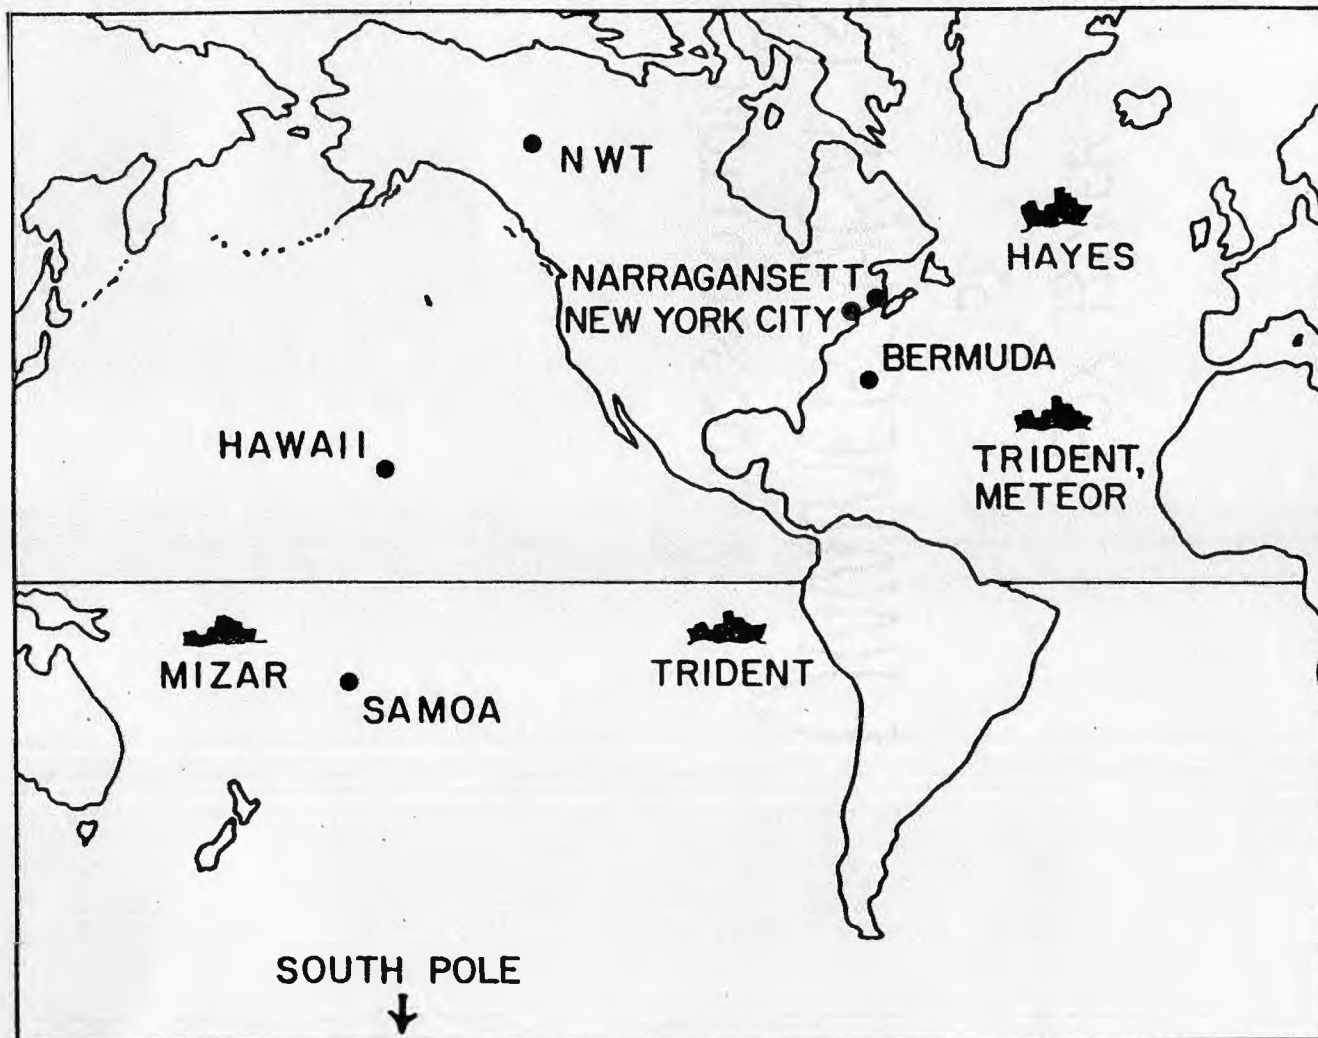 NWT
HAYES
NARRAGANSETT
NEW YORK CITY
BERMUDA
HAWAII
TRIDENT,
METEOR
MIZAR
TRIDENT
SAMOA
SOUTH POLE